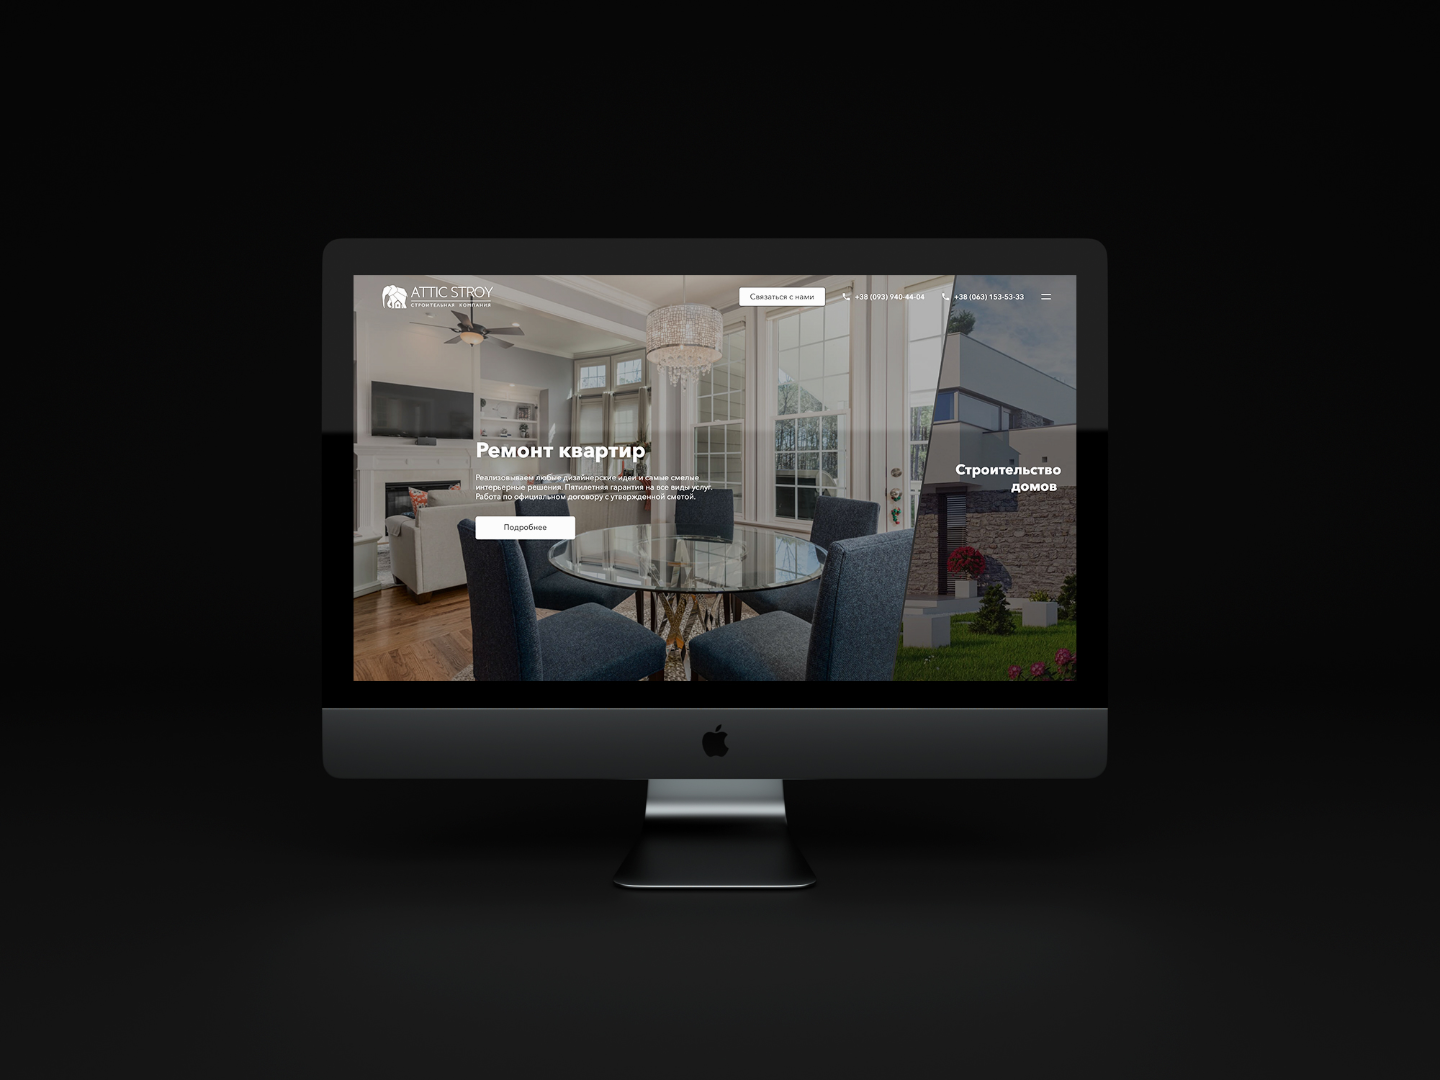 ATTIC STROY
СТРОИТЕЛЬНАЯ КОМПАНИЯ
Связаться с нами
+38 (093) 940-44-04
+38 (063) 153-53-33
Ремонт квартир
Реализовываем любые дизайнерские идеи и самые смелые
интерьерные решения. Пятилетняя гарантия на все виды услуг.
Работа по официальном договору с утвержденной сметой.
Подробнее
Строительство
домов